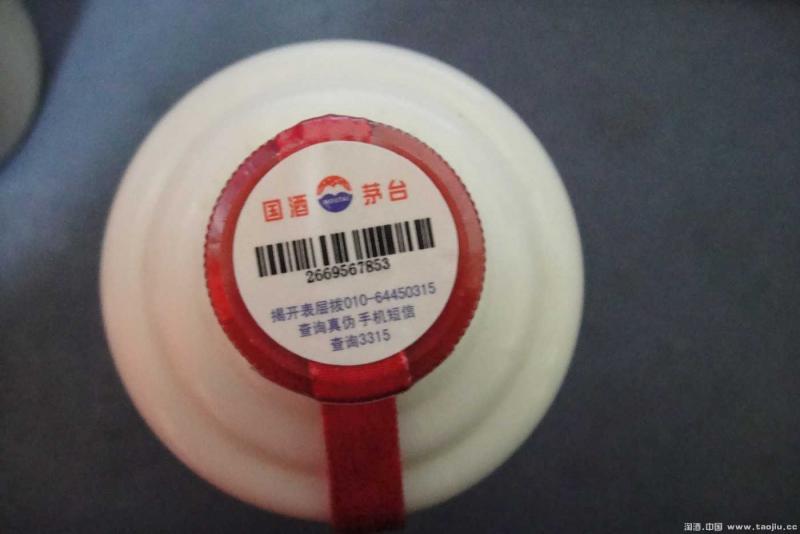 国酒 MOUTAI 茅台
2669567853
揭开表层拨010-64450315
查询真伪 手机短信
查询3315
淘酒.中国 www.taojiu.cc